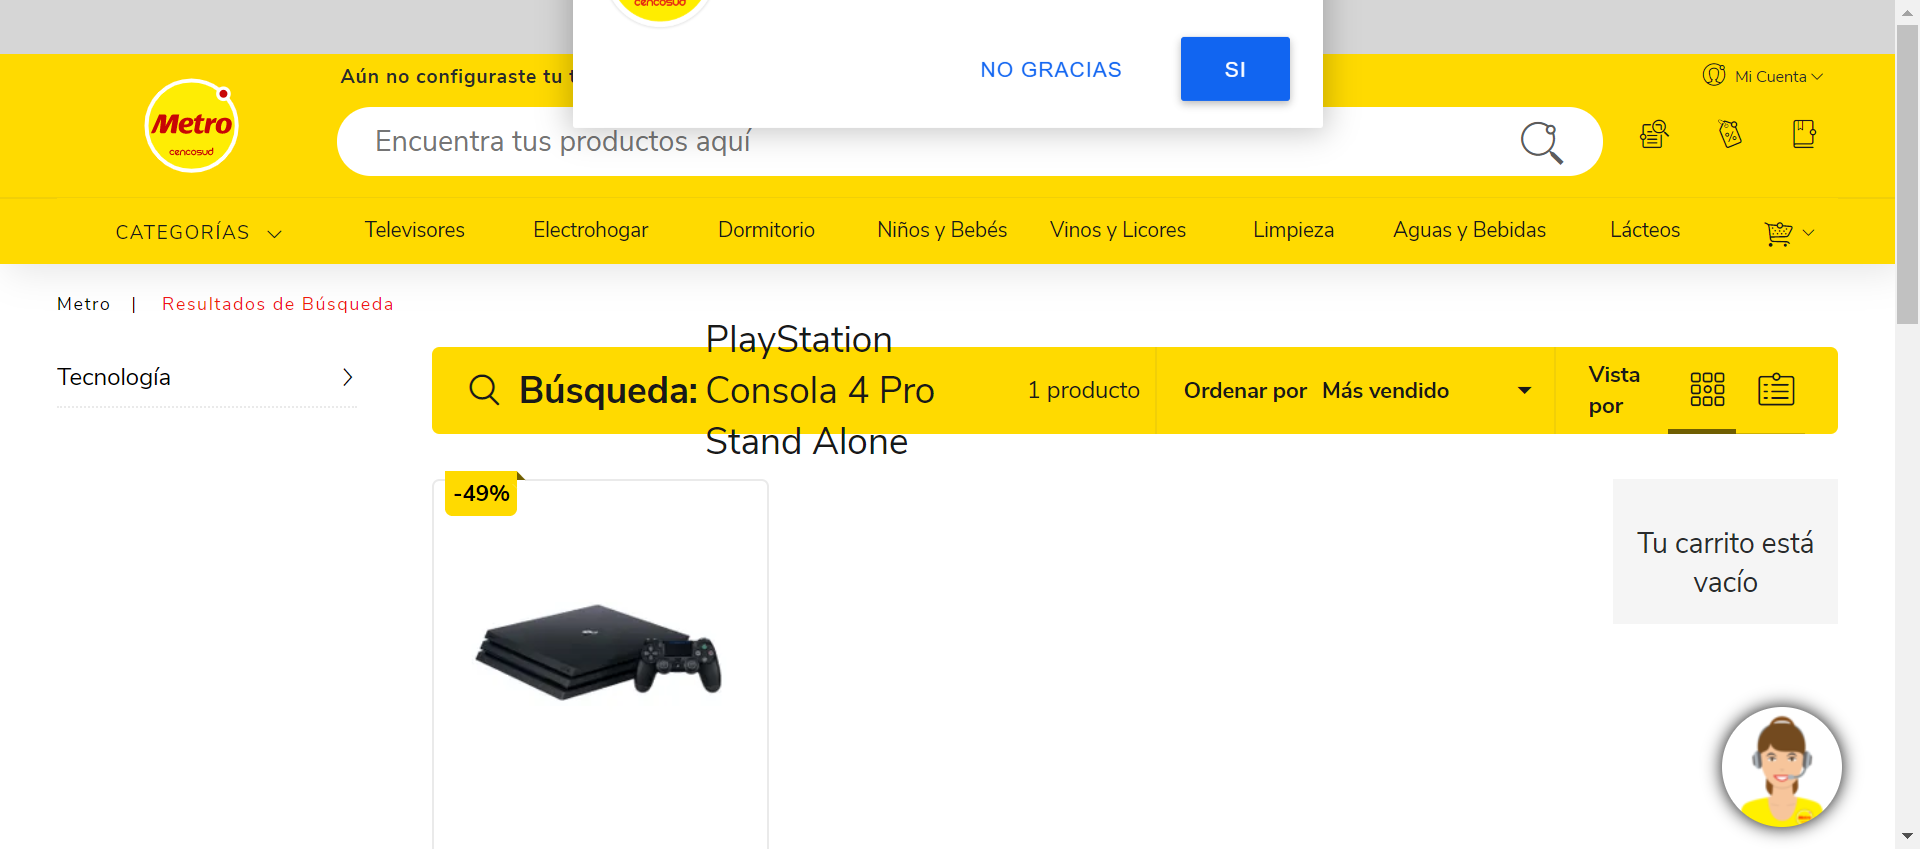 cencosud
NO GRACIAS
SI
Aún no configuraste tu t
Mi Cuenta
Metro
cencosud
Encuentra tus productos aquí
CATEGORÍAS
Televisores
Electrohogar
Dormitorio
Niños y Bebés
Vinos y Licores
Limpieza
Aguas y Bebidas
Lácteos
Metro | Resultados de Búsqueda
Tecnología
Búsqueda:
PlayStation
Consola 4 Pro
Stand Alone
1 producto
Ordenar por Más vendido
Vista
por
-49%
Tu carrito está
vacío